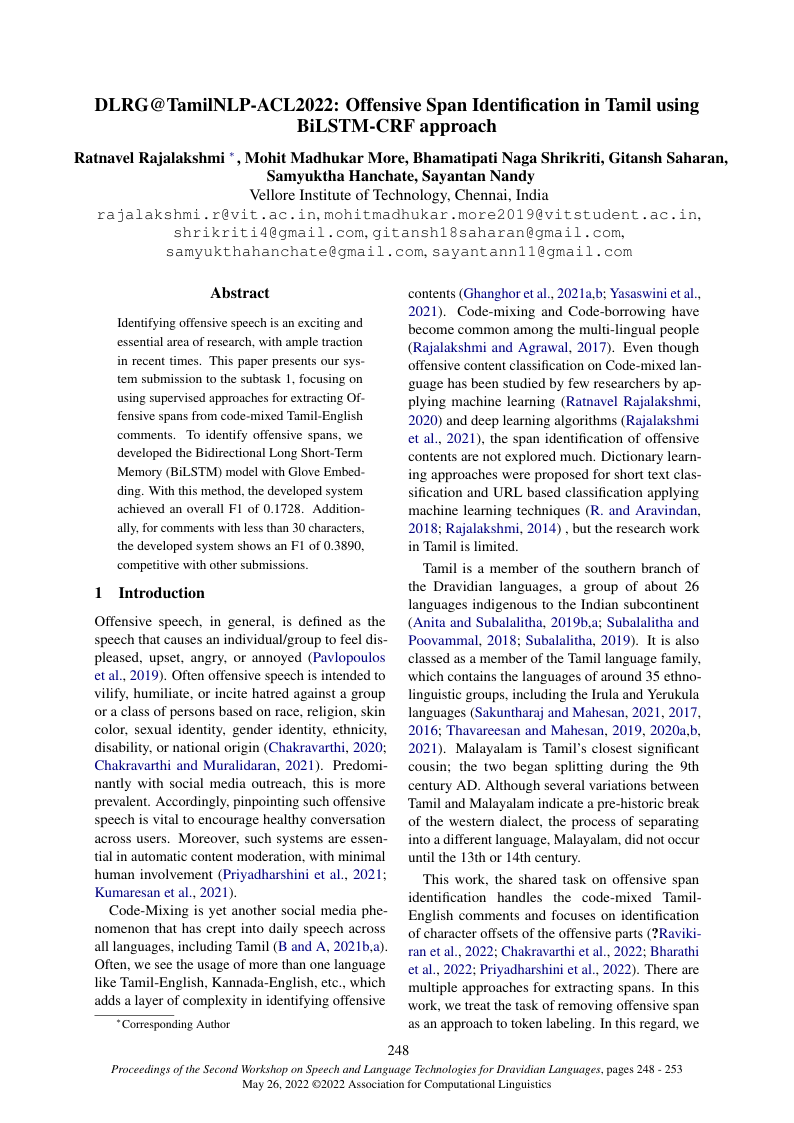 DLRG@TamilNLP-ACL2022: Offensive Span Identification in Tamil using
BiLSTM-CRF approach
Ratnavel Rajalakshmi *, Mohit Madhukar More, Bhamatipati Naga Shrikriti, Gitansh Saharan,
Samyuktha Hanchate, Sayantan Nandy
Vellore Institute of Technology, Chennai, India
rajalakshmi.r@vit.ac.in, mohitmadhukar.more2019@vitstudent.ac.in,
shrikriti4@gmail.com, gitansh18saharan@gmail.com,
samyukthahanchate@gmail.com, sayantann11@gmail.com
Abstract
Identifying offensive speech is an exciting and
essential area of research, with ample traction
in recent times. This paper presents our sys-
tem submission to the subtask 1, focusing on
using supervised approaches for extracting Of-
fensive spans from code-mixed Tamil-English
comments. To identify offensive spans, we
developed the Bidirectional Long Short-Term
Memory (BiLSTM) model with Glove Embed-
ding. With this method, the developed system
achieved an overall F1 of 0.1728. Addition-
ally, for comments with less than 30 characters,
the developed system shows an F1 of 0.3890,
competitive with other submissions.
1 Introduction
Offensive speech, in general, is defined as the
speech that causes an individual/group to feel dis-
pleased, upset, angry, or annoyed (Pavlopoulos
et al., 2019). Often offensive speech is intended to
vilify, humiliate, or incite hatred against a group
or a class of persons based on race, religion, skin
color, sexual identity, gender identity, ethnicity,
disability, or national origin (Chakravarthi, 2020;
Chakravarthi and Muralidaran, 2021). Predomi-
nantly with social media outreach, this is more
prevalent. Accordingly, pinpointing such offensive
speech is vital to encourage healthy conversation
across users. Moreover, such systems are essen-
tial in automatic content moderation, with minimal
human involvement (Priyadharshini et al., 2021;
Kumaresan et al., 2021).
Code-Mixing is yet another social media phe-
nomenon that has crept into daily speech across
all languages, including Tamil (B and A, 2021b,a).
Often, we see the usage of more than one language
like Tamil-English, Kannada-English, etc., which
adds a layer of complexity in identifying offensive
*Corresponding Author
contents (Ghanghor et al., 2021a,b; Yasaswini et al.,
2021). Code-mixing and Code-borrowing have
become common among the multi-lingual people
(Rajalakshmi and Agrawal, 2017). Even though
offensive content classification on Code-mixed lan-
guage has been studied by few researchers by ap-
plying machine learning (Ratnavel Rajalakshmi,
2020) and deep learning algorithms (Rajalakshmi
et al., 2021), the span identification of offensive
contents are not explored much. Dictionary learn-
ing approaches were proposed for short text clas-
sification and URL based classification applying
machine learning techniques (R. and Aravindan,
2018; Rajalakshmi, 2014) , but the research work
in Tamil is limited.
Tamil is a member of the southern branch of
the Dravidian languages, a group of about 26
languages indigenous to the Indian subcontinent
(Anita and Subalalitha, 2019b,a; Subalalitha and
Poovammal, 2018; Subalalitha, 2019). It is also
classed as a member of the Tamil language family,
which contains the languages of around 35 ethno-
linguistic groups, including the Irula and Yerukula
languages (Sakuntharaj and Mahesan, 2021, 2017,
2016; Thavareesan and Mahesan, 2019, 2020a,b,
2021). Malayalam is Tamil's closest significant
cousin; the two began splitting during the 9th
century AD. Although several variations between
Tamil and Malayalam indicate a pre-historic break
of the western dialect, the process of separating
into a different language, Malayalam, did not occur
until the 13th or 14th century.
This work, the shared task on offensive span
identification handles the code-mixed Tamil-
English comments and focuses on identification
of character offsets of the offensive parts (?Raviki-
ran et al., 2022; Chakravarthi et al., 2022; Bharathi
et al., 2022; Priyadharshini et al., 2022). There are
multiple approaches for extracting spans. In this
work, we treat the task of removing offensive span
as an approach to token labeling. In this regard, we
248
Proceedings of the Second Workshop on Speech and Language Technologies for Dravidian Languages, pages 248 - 253
May 26, 2022 ©2022 Association for Computational Linguistics